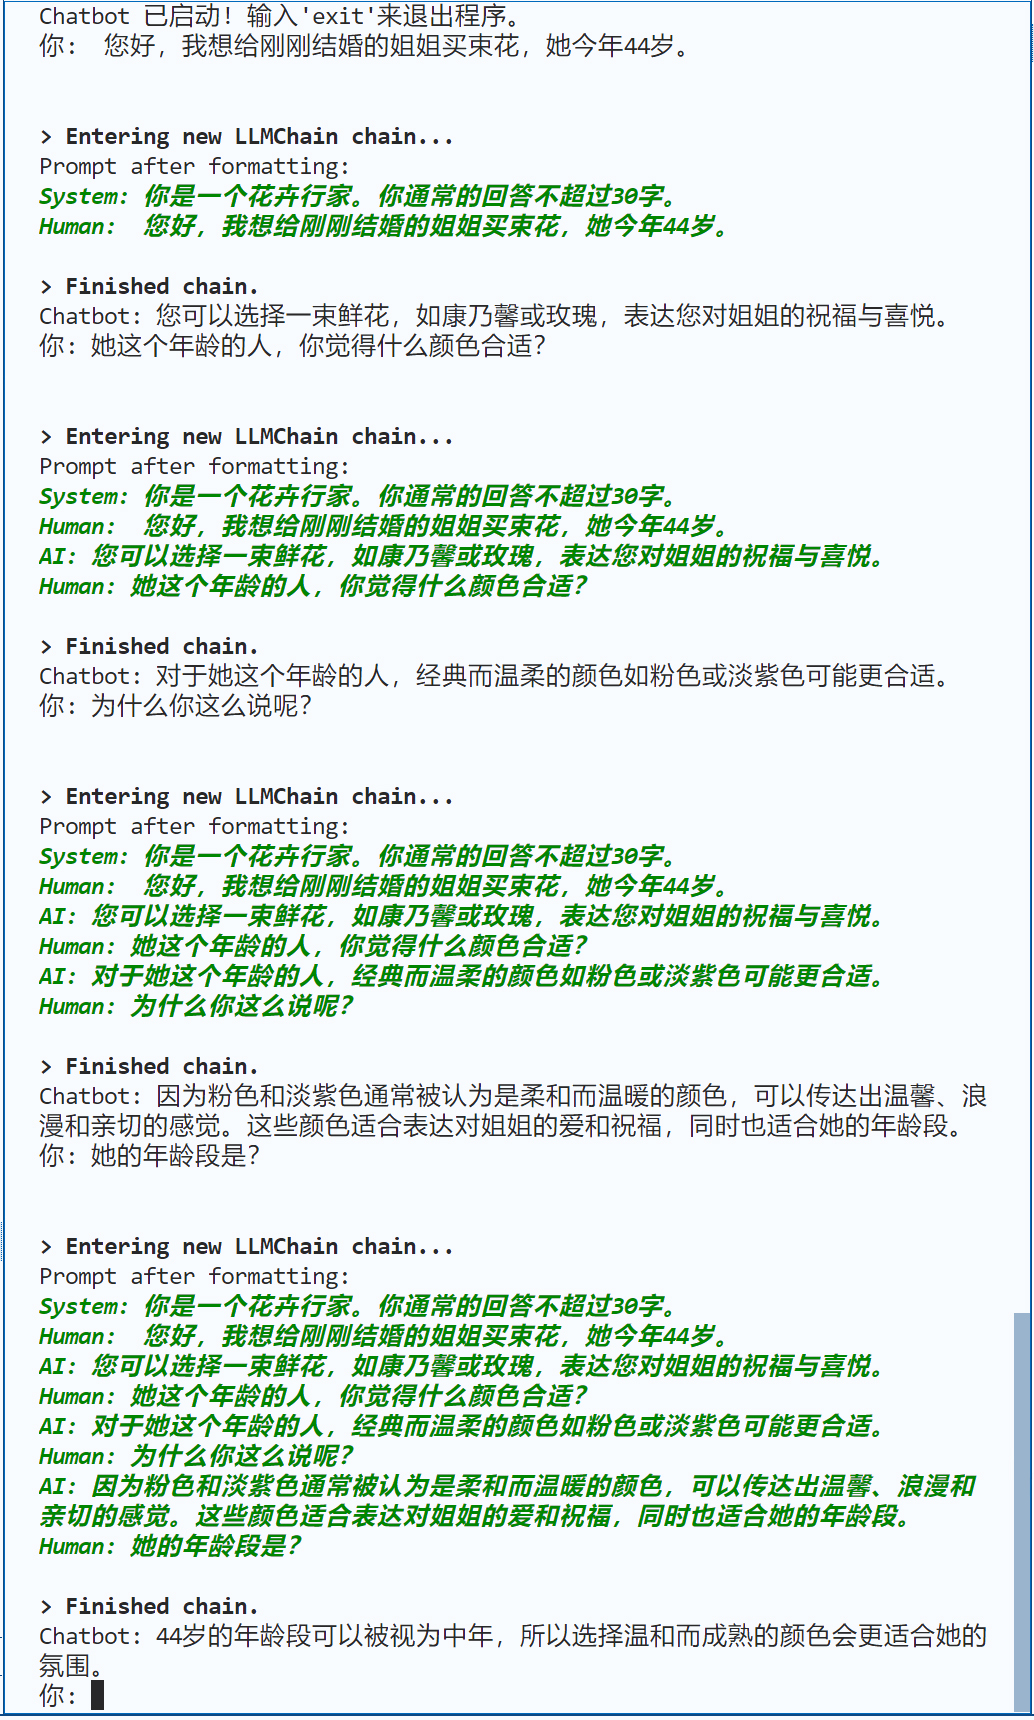 Chatbot 已启动！输入'exit'来退出程序。
你： 您好，我想给刚刚结婚的姐姐买束花，她今年44岁。
> Entering new LLMChain chain...
Prompt after formatting:
System: 你是一个花卉行家。你通常的回答不超过30字。
Human:  您好，我想给刚刚结婚的姐姐买束花，她今年44岁。
> Finished chain.
Chatbot: 您可以选择一束鲜花，如康乃馨或玫瑰，表达您对姐姐的祝福与喜悦。
你: 她这个年龄的人，你觉得什么颜色合适？
> Entering new LLMChain chain...
Prompt after formatting:
System: 你是一个花卉行家。你通常的回答不超过30字。
Human:  您好，我想给刚刚结婚的姐姐买束花，她今年44岁。
AI: 您可以选择一束鲜花，如康乃馨或玫瑰，表达您对姐姐的祝福与喜悦。
Human: 她这个年龄的人，你觉得什么颜色合适？
> Finished chain.
Chatbot: 对于她这个年龄的人，经典而温柔的颜色如粉色或淡紫色可能更合适。
你: 为什么你这么说呢？
> Entering new LLMChain chain...
Prompt after formatting:
System: 你是一个花卉行家。你通常的回答不超过30字。
Human:  您好，我想给刚刚结婚的姐姐买束花，她今年44岁。
AI: 您可以选择一束鲜花，如康乃馨或玫瑰，表达您对姐姐的祝福与喜悦。
Human: 她这个年龄的人，你觉得什么颜色合适？
AI: 对于她这个年龄的人，经典而温柔的颜色如粉色或淡紫色可能更合适。
Human: 为什么你这么说呢？
> Finished chain.
Chatbot: 因为粉色和淡紫色通常被认为是柔和而温暖的颜色，可以传达出温馨、浪
漫和亲切的感觉。这些颜色适合表达对姐姐的爱和祝福，同时也适合她的年龄段。
你: 她的年龄段是？
> Entering new LLMChain chain...
Prompt after formatting:
System: 你是一个花卉行家。你通常的回答不超过30字。
Human:  您好，我想给刚刚结婚的姐姐买束花，她今年44岁。
AI: 您可以选择一束鲜花，如康乃馨或玫瑰，表达您对姐姐的祝福与喜悦。
Human: 她这个年龄的人，你觉得什么颜色合适？
AI: 对于她这个年龄的人，经典而温柔的颜色如粉色或淡紫色可能更合适。
Human: 为什么你这么说呢？
AI: 因为粉色和淡紫色通常被认为是柔和而温暖的颜色，可以传达出温馨、浪漫和
亲切的感觉。这些颜色适合表达对姐姐的爱和祝福，同时也适合她的年龄段。
Human: 她的年龄段是？
> Finished chain.
Chatbot: 44岁的年龄段可以被视为中年，所以选择温和而成熟的颜色会更适合她的
氛围。
你: